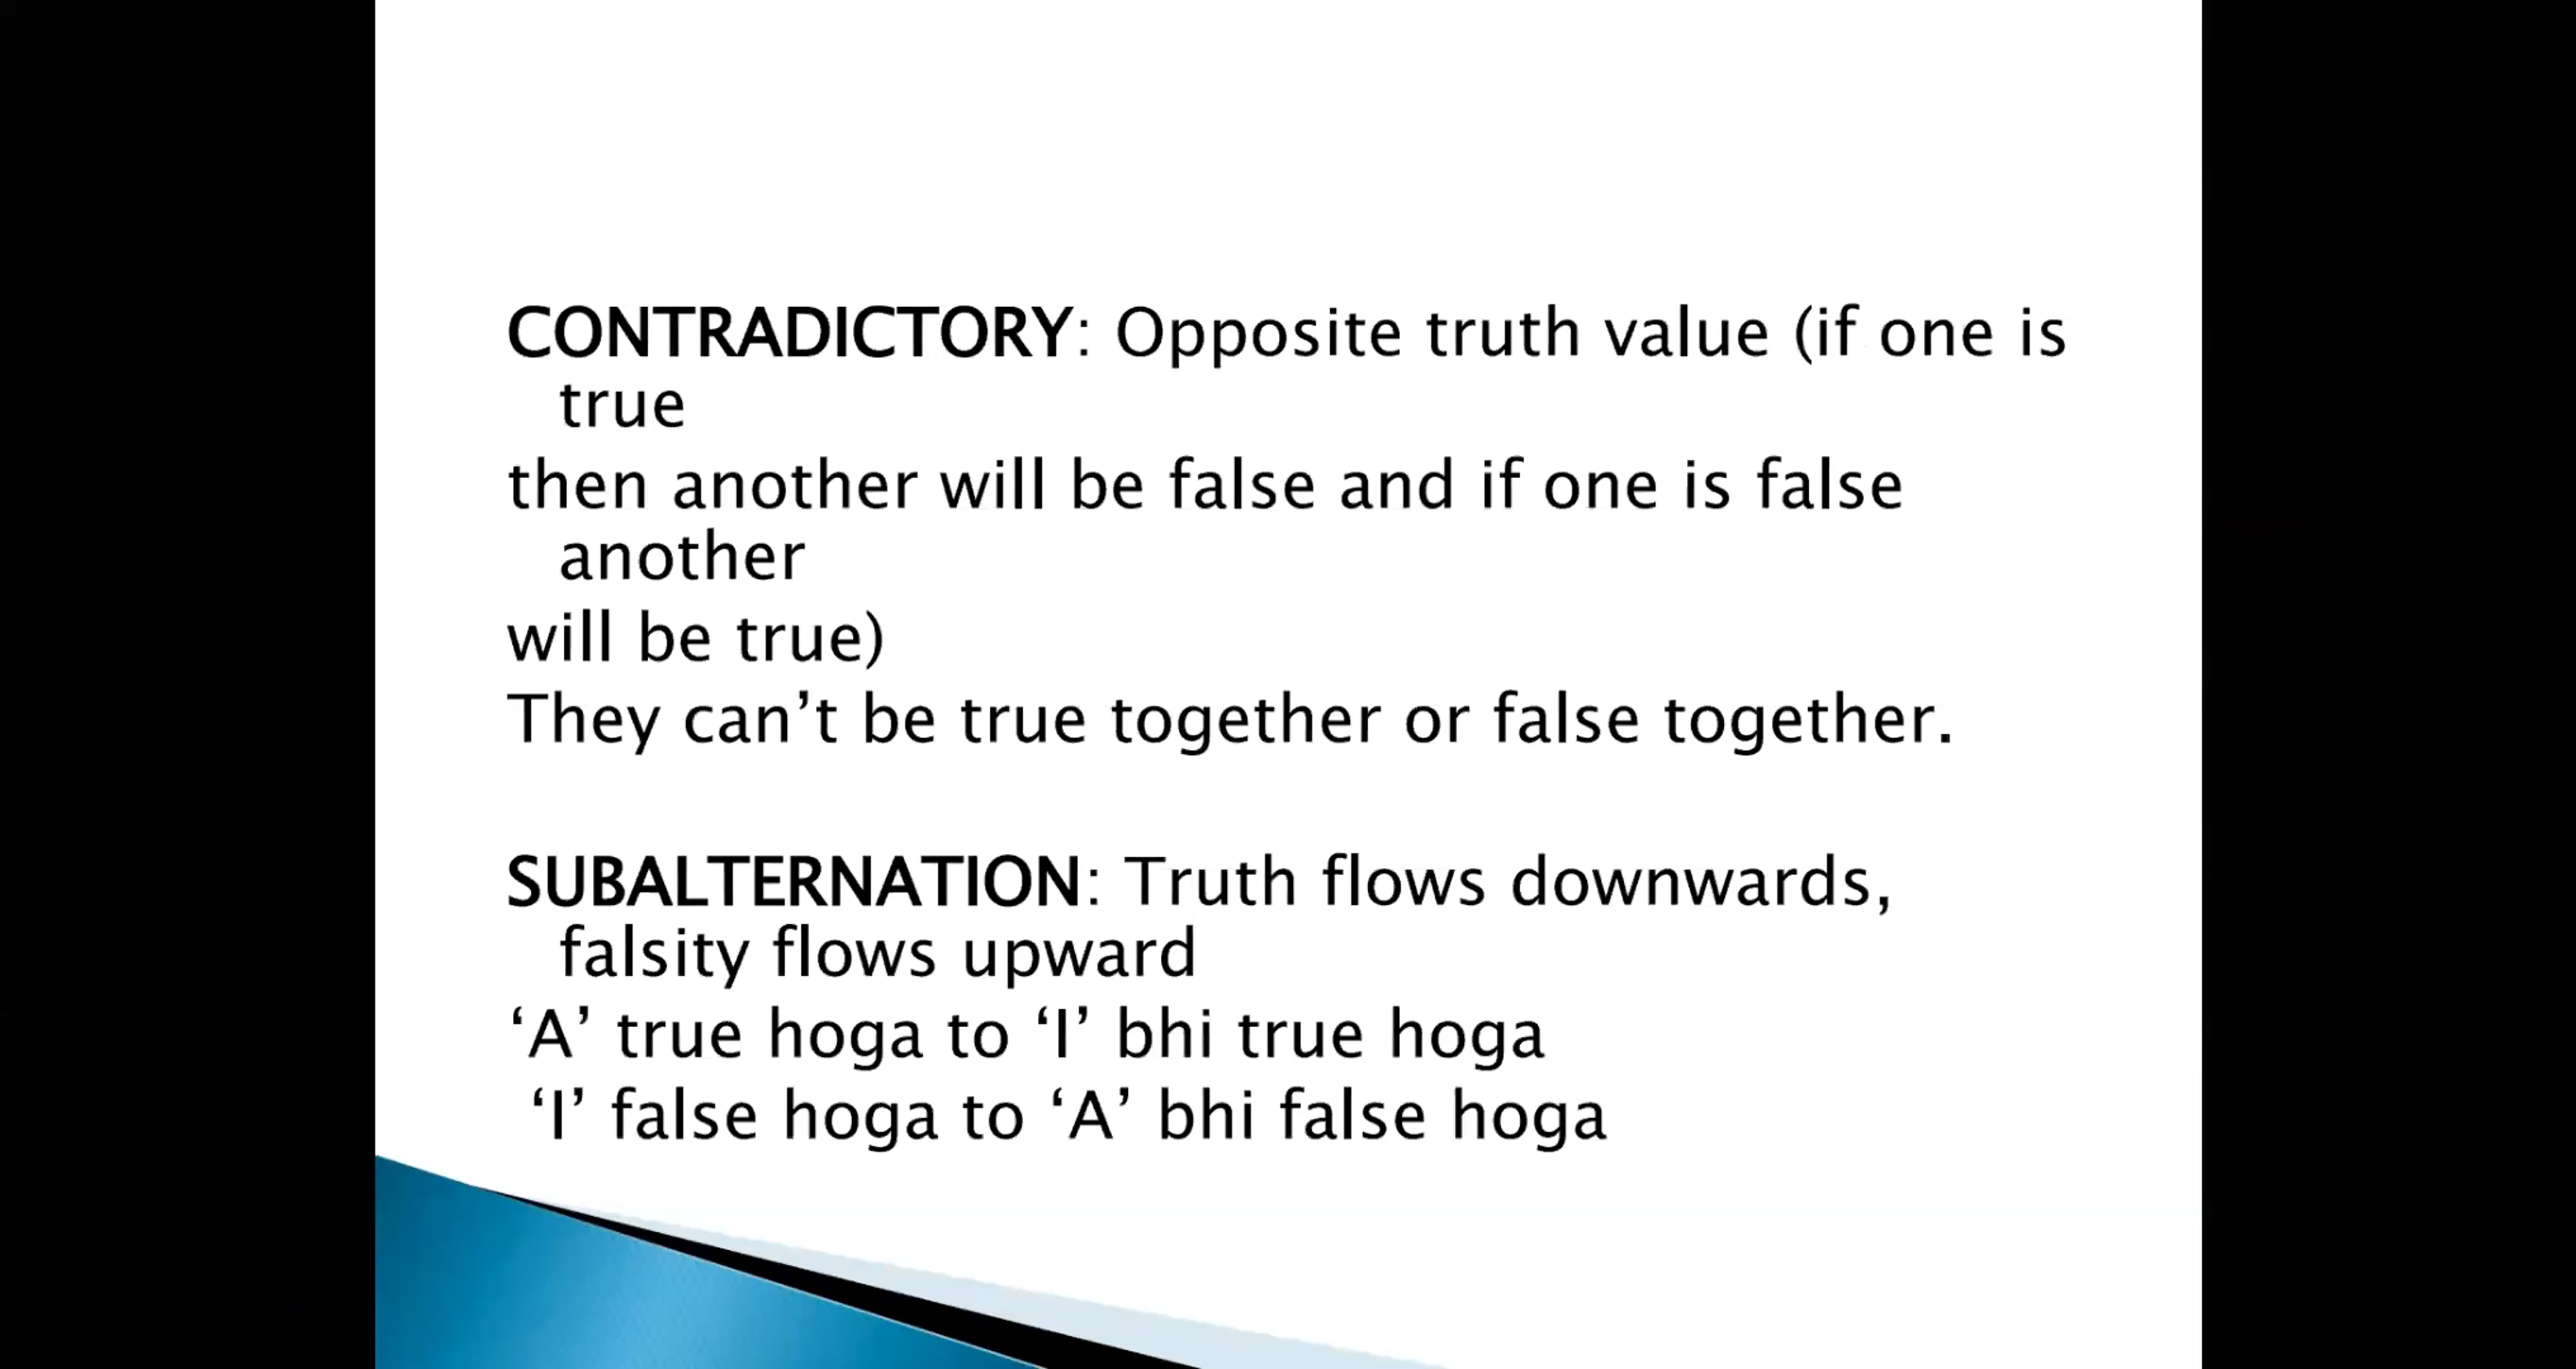 CONTRADICTORY: Opposite truth value (if one is
true
then another will be false and if one is false
another
will be true)
They can’t be true together or false together.
SUBALTERNATION: Truth flows downwards,
falsity flows upward
‘A’ true hoga to ‘I’ bhi true hoga
‘I’ false hoga to ‘A’ bhi false hoga